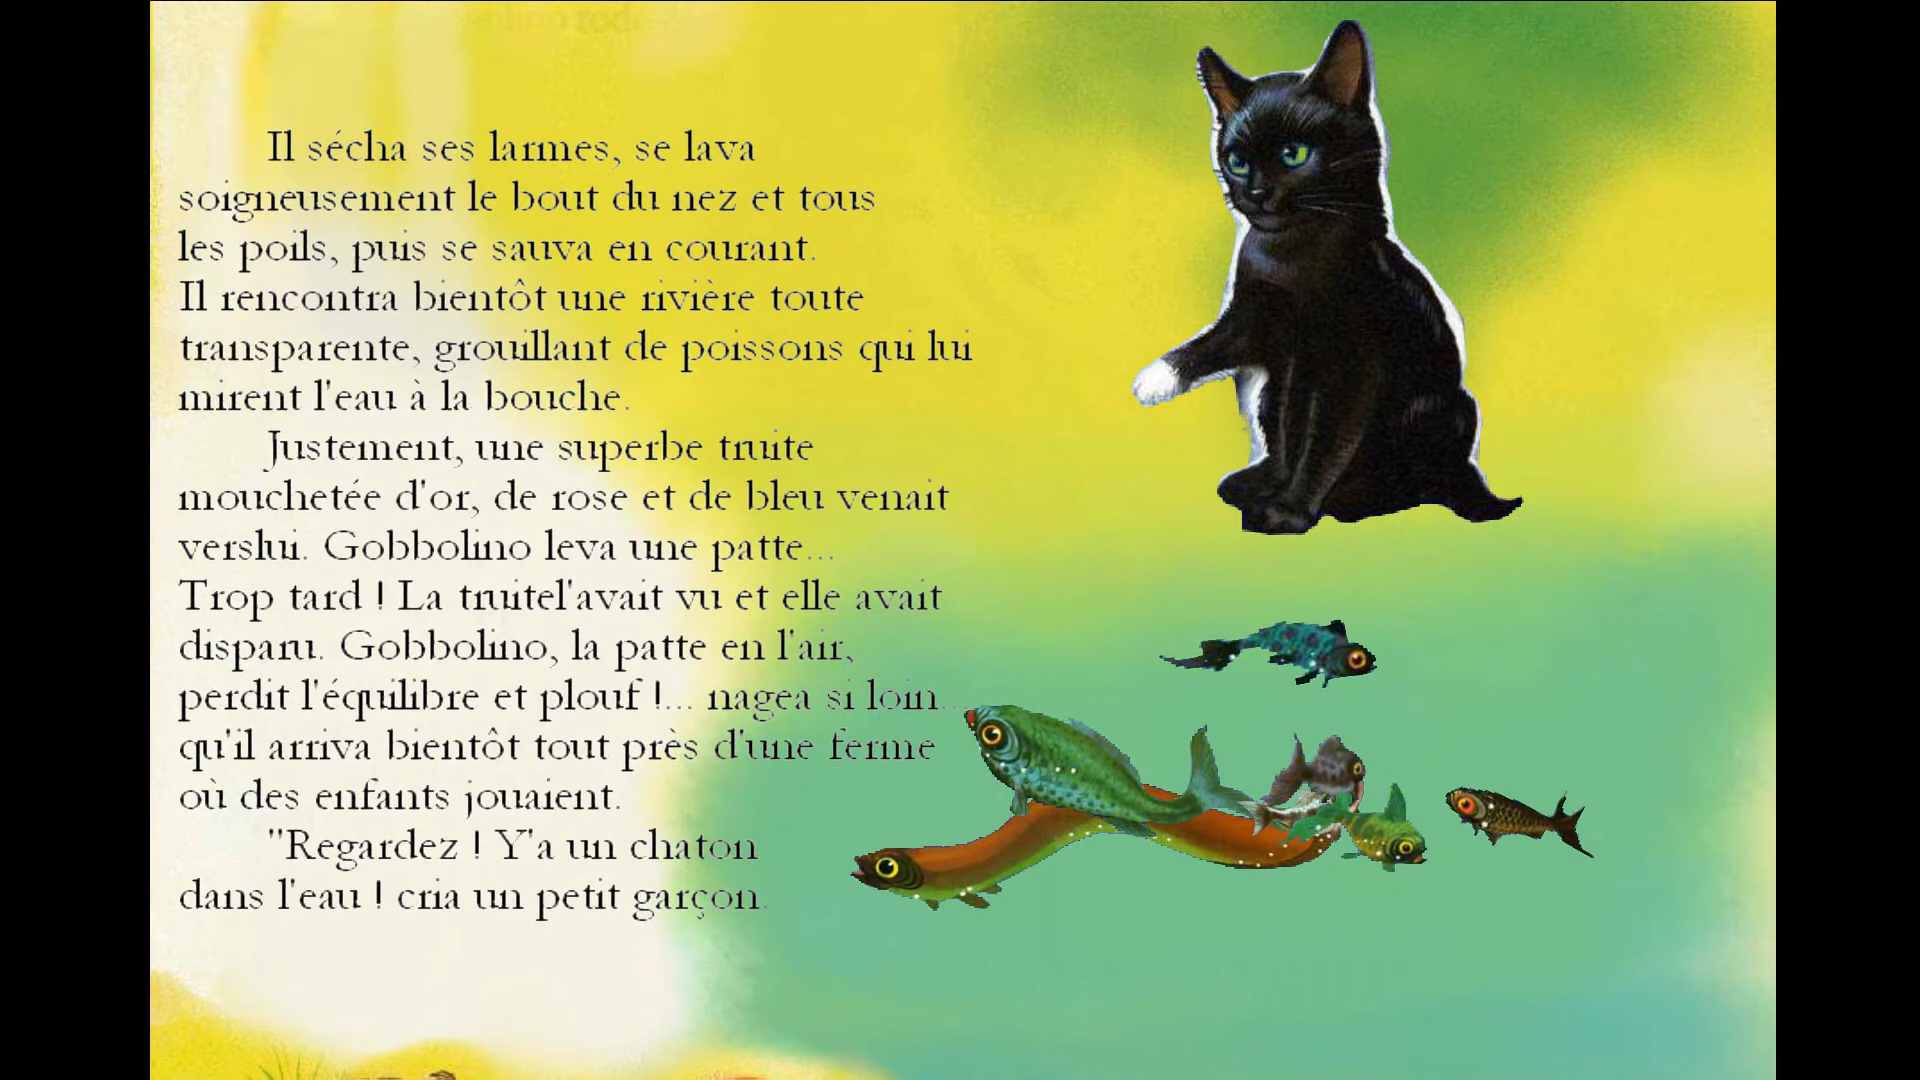 Il sécha ses larmes, se lava
soigneusement le bout du nez et tous
les poils, puis se sauva en courant.
Il rencontra bientôt une rivière toute
transparente, grouillant de poissons qui lui
mirent l'eau à la bouche.
Justement, une superbe truite
mouchetée d'or, de rose et de bleu venait
verslui. Gobbolino leva une patte...
Trop tard ! La truitel'avait vu et elle avait
disparu. Gobbolino, la patte en l'air,
perdit l'équilibre et plouf !... nagea si loin...
qu'il arriva bientôt tout près d'une ferme
où des enfants jouaient.
"Regardez ! Y'a un chaton
dans l'eau ! cria un petit garçon.